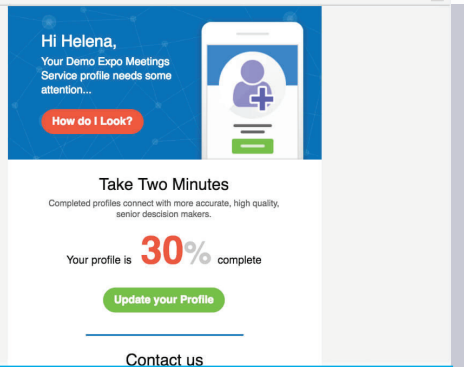 Hi Helena,
Your Demo Expo Meetings
Service profile needs some
attention...
How do I Look?
Take Two Minutes
Completed profiles connect with more accurate, high quality,
senior descision makers.
Your profile is 30% complete
Update your Profile
Contact us